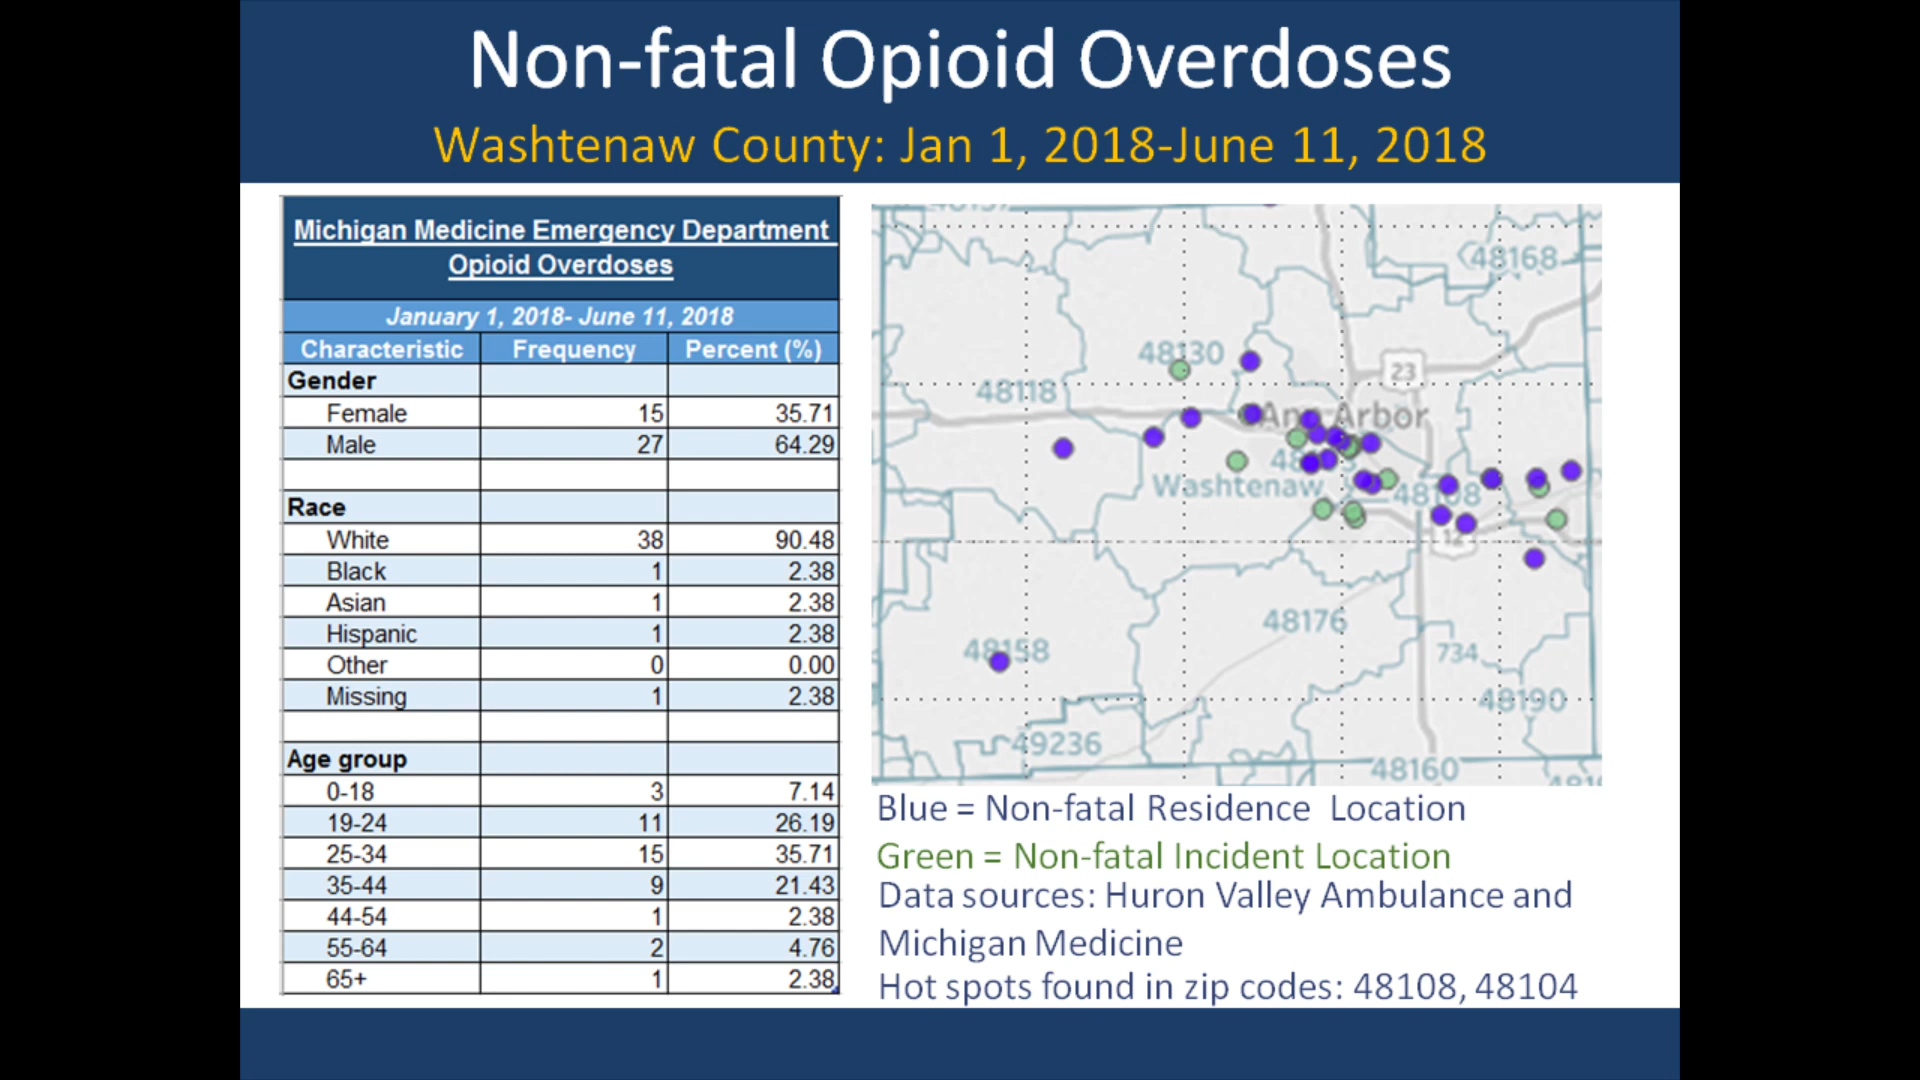 Non-fatal Opioid Overdoses
Washtenaw County: Jan 1, 2018-June 11, 2018
Michigan Medicine Emergency Department
Opioid Overdoses
January 1, 2018- June 11, 2018
Characteristic Frequency Percent (%)
Gender
Female 15 35.71
Male 27 64.29
Race
White 38 90.48
Black 1 2.38
Asian 1 2.38
Hispanic 1 2.38
Other 0 0.00
Missing 1 2.38
Age group
0-18 3 7.14
19-24 11 26.19
25-34 15 35.71
35-44 9 21.43
44-54 1 2.38
55-64 2 4.76
65+ 1 2.38
48168
48130
23
48118
Ann Arbor
Washtenaw
48108
12
48176
48158
734
48190
49236
48160
Blue = Non-fatal Residence Location
Green = Non-fatal Incident Location
Data sources: Huron Valley Ambulance and
Michigan Medicine
Hot spots found in zip codes: 48108, 48104